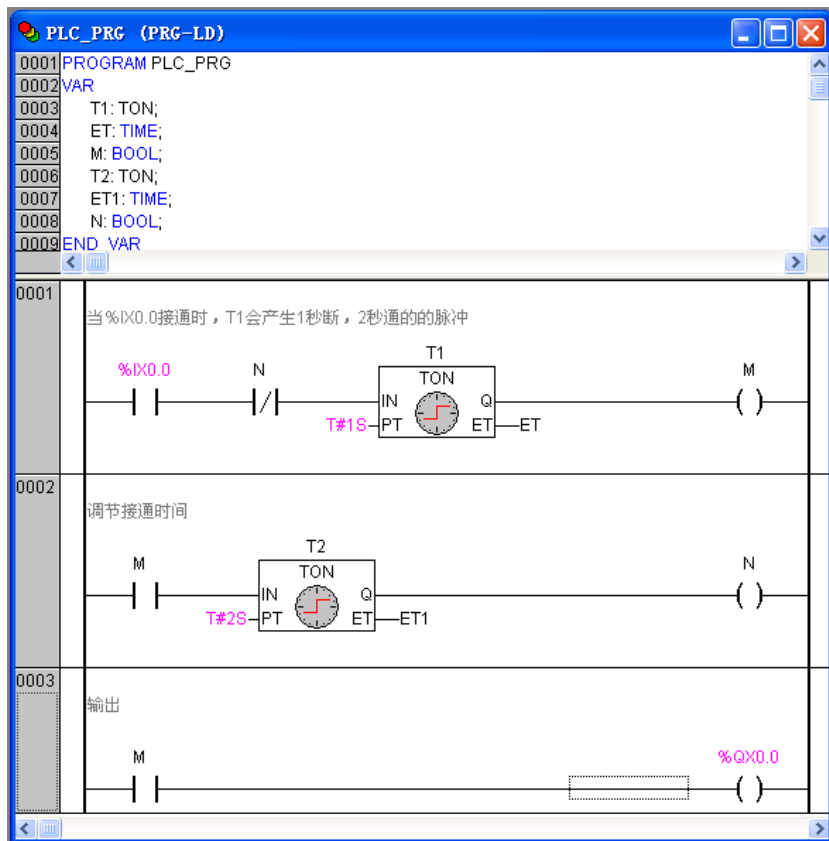 PLC_PRG (PRG-LD)
0001 PROGRAM PLC_PRG
0002 VAR
0003 T1: TON;
0004 ET: TIME;
0005 M: BOOL;
0006 T2: TON;
0007 ET1: TIME;
0008 N: BOOL;
0009 END_VAR
0001
当%IX0.0接通时，T1会产生1秒断，2秒通的的脉冲
T1
%IX0.0 N TON M
IN Q
T#1S PT ET ET
0002
调节接通时间
T2
M TON N
IN Q
T#2S PT ET ET1
0003
输出
M %QX0.0